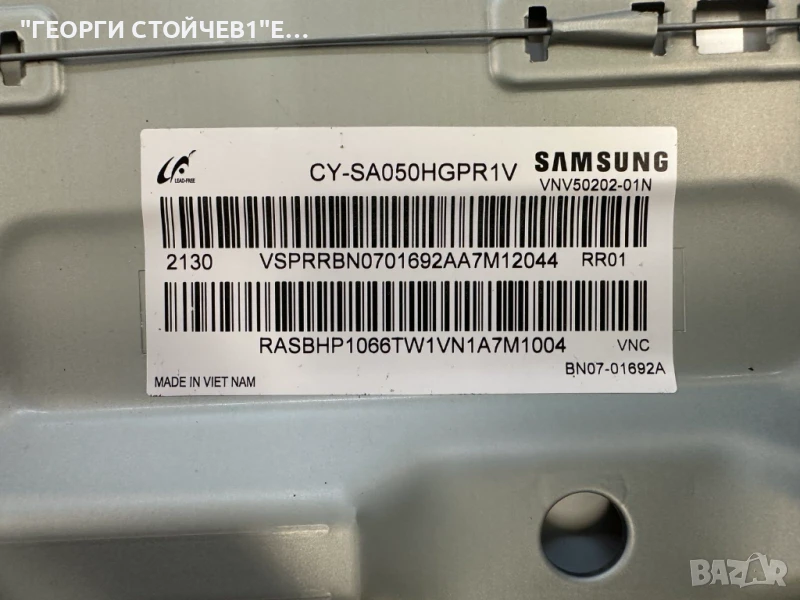 "ГЕОРГИ СТОЙЧЕВ1"Е...
LEAD-FREE
CY-SA050HGPR1V SAMSUNG
VNV50202-01N
2130 VSPRRBN0701692AA7M12044 RR01
RASBHP1066TW1VN1A7M1004 VNC
BN07-01692A
MADE IN VIET NAM
BAZAR